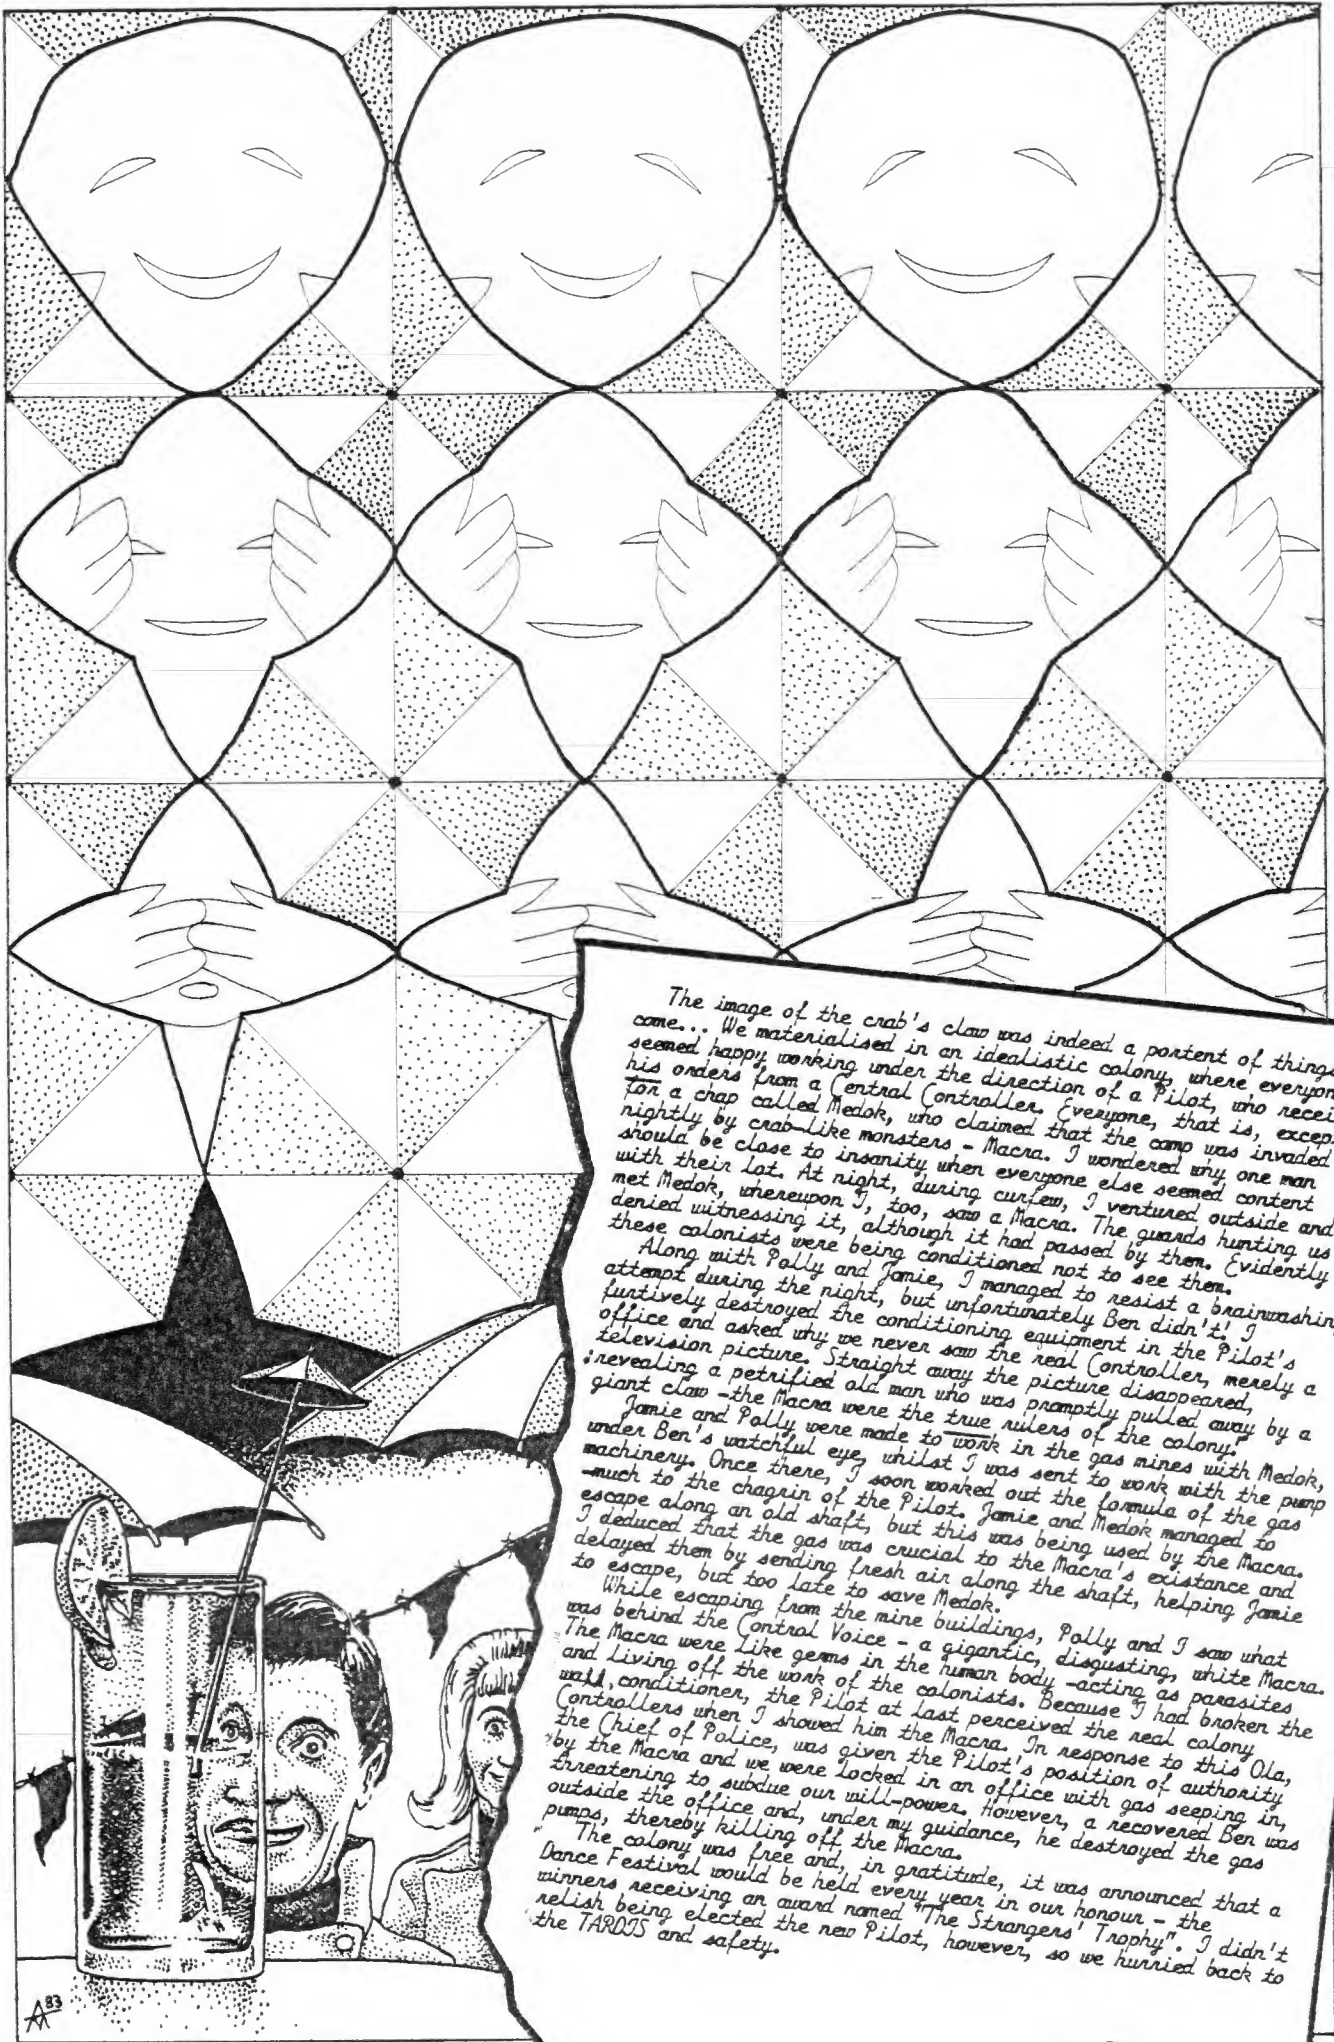 The image of the crab's claw was indeed a portent of things
come... We materialised in an idealistic colony, where everyon
seemed happy working under the direction of a Pilot, who recei
his orders from a Central Controller. Everyone, that is, excep
for a chap called Medok, who claimed that the camp was invaded
nightly by crab-like monsters - Macra. I wondered why one man
should be close to insanity when everyone else seemed content
with their lot. At night, during curfew, I ventured outside and
met Medok, whereupon I, too, saw a Macra. The guards hunting us
denied witnessing it, although it had passed by them. Evidently
these colonists were being conditioned not to see them.
Along with Polly and Jamie, I managed to resist a brainwashin
attempt during the night, but unfortunately Ben didn't! I
furtively destroyed the conditioning equipment in the Pilot's
office and asked why we never saw the real Controller, merely a
television picture. Straight away the picture disappeared,
revealing a petrified old man who was promptly pulled away by a
giant claw -the Macra were the true rulers of the colony!
Jamie and Polly were made to work in the gas mines with Medok,
under Ben's watchful eye, whilst I was sent to work with the pump
machinery. Once there, I soon worked out the formula of the gas
-much to the chagrin of the Pilot. Jamie and Medok managed to
escape along an old shaft, but this was being used by the Macra.
I deduced that the gas was crucial to the Macra's existance and
delayed them by sending fresh air along the shaft, helping Jamie
to escape, but too late to save Medok.
While escaping from the mine buildings, Polly and I saw what
was behind the Control Voice - a gigantic, disgusting, white Macra.
The Macra were like germs in the human body -acting as parasites
and living off the work of the colonists. Because I had broken the
wall conditioner, the Pilot at last perceived the real colony
Controllers when I showed him the Macra. In response to this Ola,
the Chief of Police, was given the Pilot's position of authority
by the Macra and we were locked in an office with gas seeping in,
threatening to subdue our will-power. However, a recovered Ben was
outside the office and, under my guidance, he destroyed the gas
pumps, thereby killing off the Macra.
The colony was free and, in gratitude, it was announced that a
Dance Festival would be held every year in our honour - the
winners receiving an award named "The Strangers' Trophy". I didn't
relish being elected the new Pilot, however, so we hurried back to
the TARDIS and safety.
83